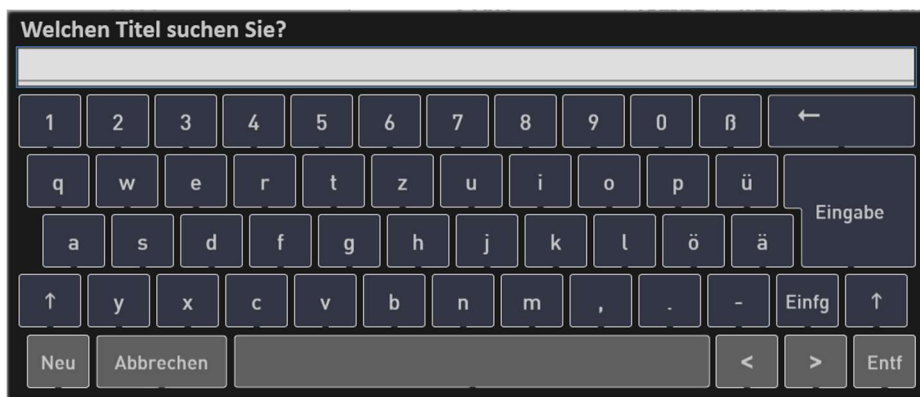 Welchen Titel suchen Sie?
1 2 3 4 5 6 7 8 9 0 ß ←
q w e r t z u i o p ü
Eingabe
a s d f g h j k l ö ä
↑ y x c v b n m , . - Einfg ↑
Neu Abbrechen < > Entf